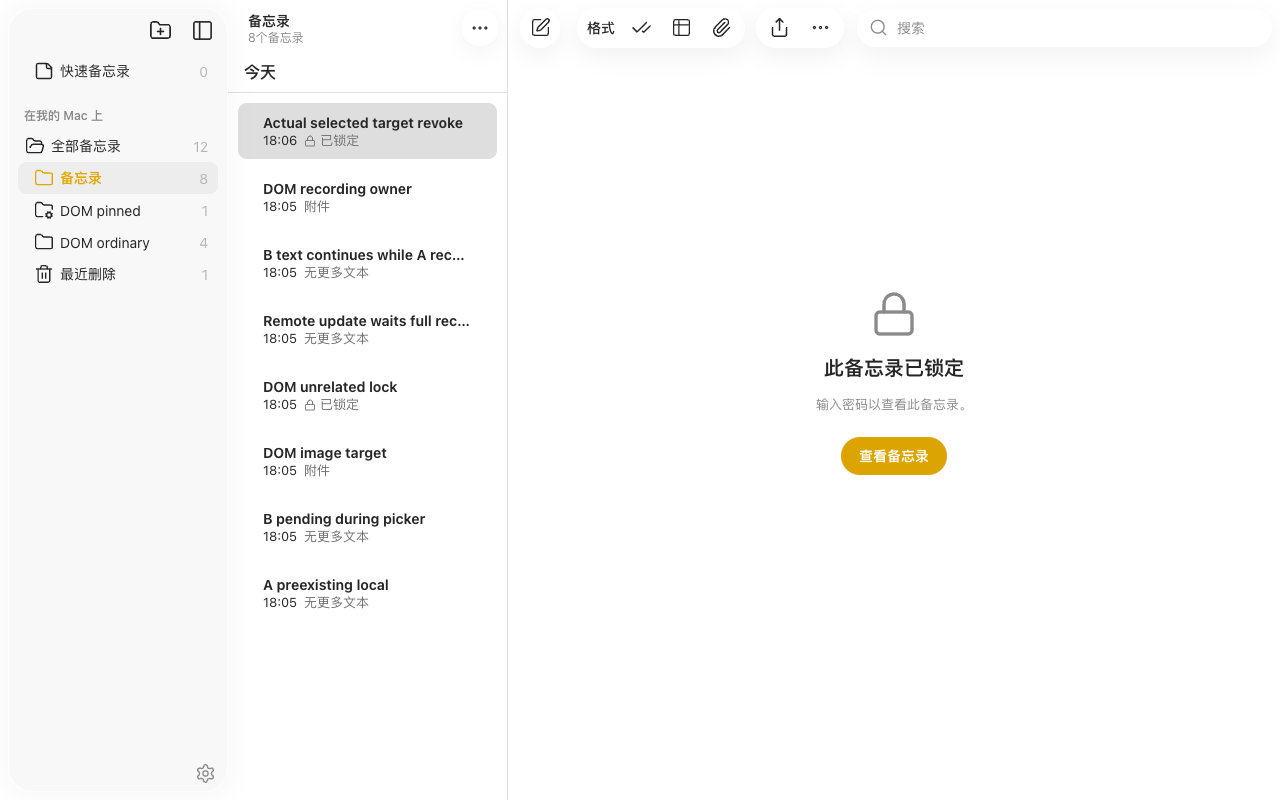 快速备忘录 0
在我的 Mac 上
全部备忘录 12
备忘录 8
DOM pinned 1
DOM ordinary 4
最近删除 1
备忘录
8个备忘录
今天
Actual selected target revoke
18:06 已锁定
DOM recording owner
18:05 附件
B text continues while A rec...
18:05 无更多文本
Remote update waits full rec...
18:05 无更多文本
DOM unrelated lock
18:05 已锁定
DOM image target
18:05 附件
B pending during picker
18:05 无更多文本
A preexisting local
18:05 无更多文本
格式
搜索
此备忘录已锁定
输入密码以查看此备忘录。
查看备忘录